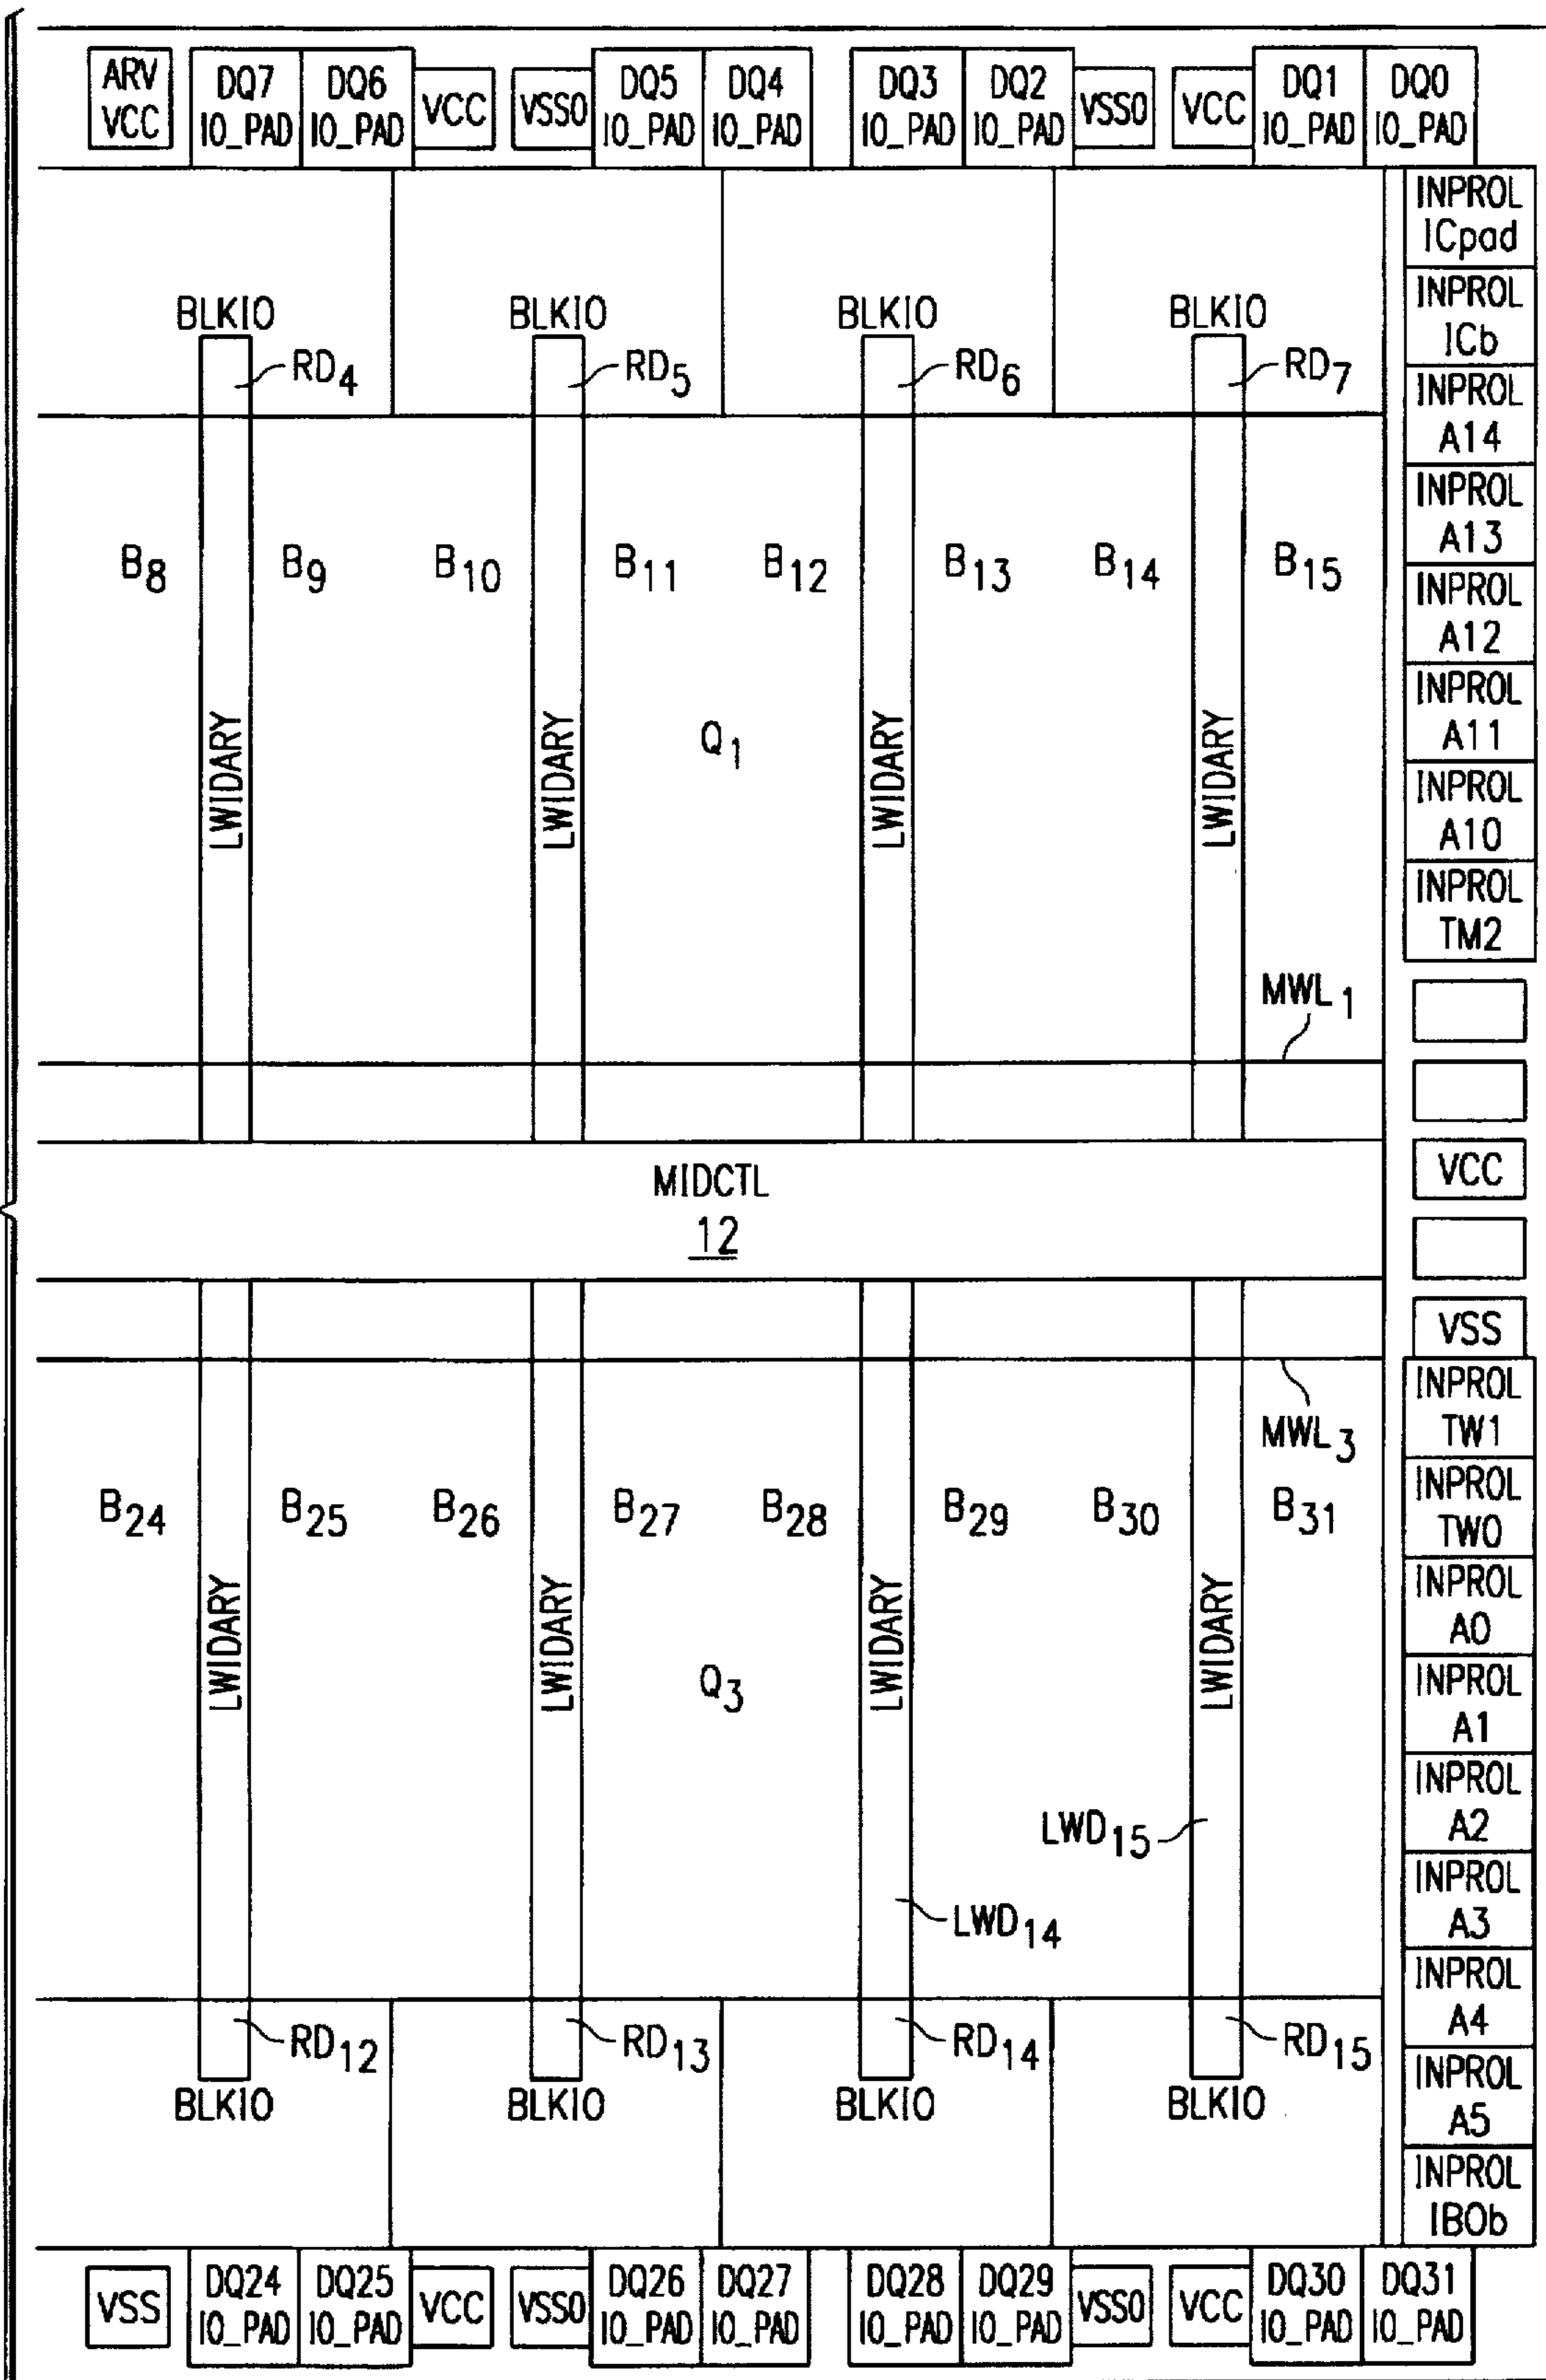 ARV
VCC
DQ7
IO_PAD
DQ6
IO_PAD
VCC
VSSO
DQ5
IO_PAD
DQ4
IO_PAD
DQ3
IO_PAD
DQ2
IO_PAD
VSSO
VCC
DQ1
IO_PAD
DQ0
IO_PAD
INPROL
ICpad
INPROL
ICb
INPROL
A14
INPROL
A13
INPROL
A12
INPROL
A11
INPROL
A10
INPROL
TM2
VCC
VSS
INPROL
TW1
INPROL
TW0
INPROL
A0
INPROL
A1
INPROL
A2
INPROL
A3
INPROL
A4
INPROL
A5
INPROL
IBOb
BLKIO
BLKIO
BLKIO
BLKIO
RD4
RD5
RD6
RD7
B8
B9
B10
B11
B12
B13
B14
B15
LWIDARY
LWIDARY
Q1
LWIDARY
LWIDARY
MWL1
MIDCTL
12
MWL3
B24
B25
B26
B27
B28
B29
B30
B31
LWIDARY
LWIDARY
Q3
LWIDARY
LWIDARY
LWD15
LWD14
RD12
RD13
RD14
RD15
BLKIO
BLKIO
BLKIO
BLKIO
VSS
DQ24
IO_PAD
DQ25
IO_PAD
VCC
VSSO
DQ26
IO_PAD
DQ27
IO_PAD
DQ28
IO_PAD
DQ29
IO_PAD
VSSO
VCC
DQ30
IO_PAD
DQ31
IO_PAD